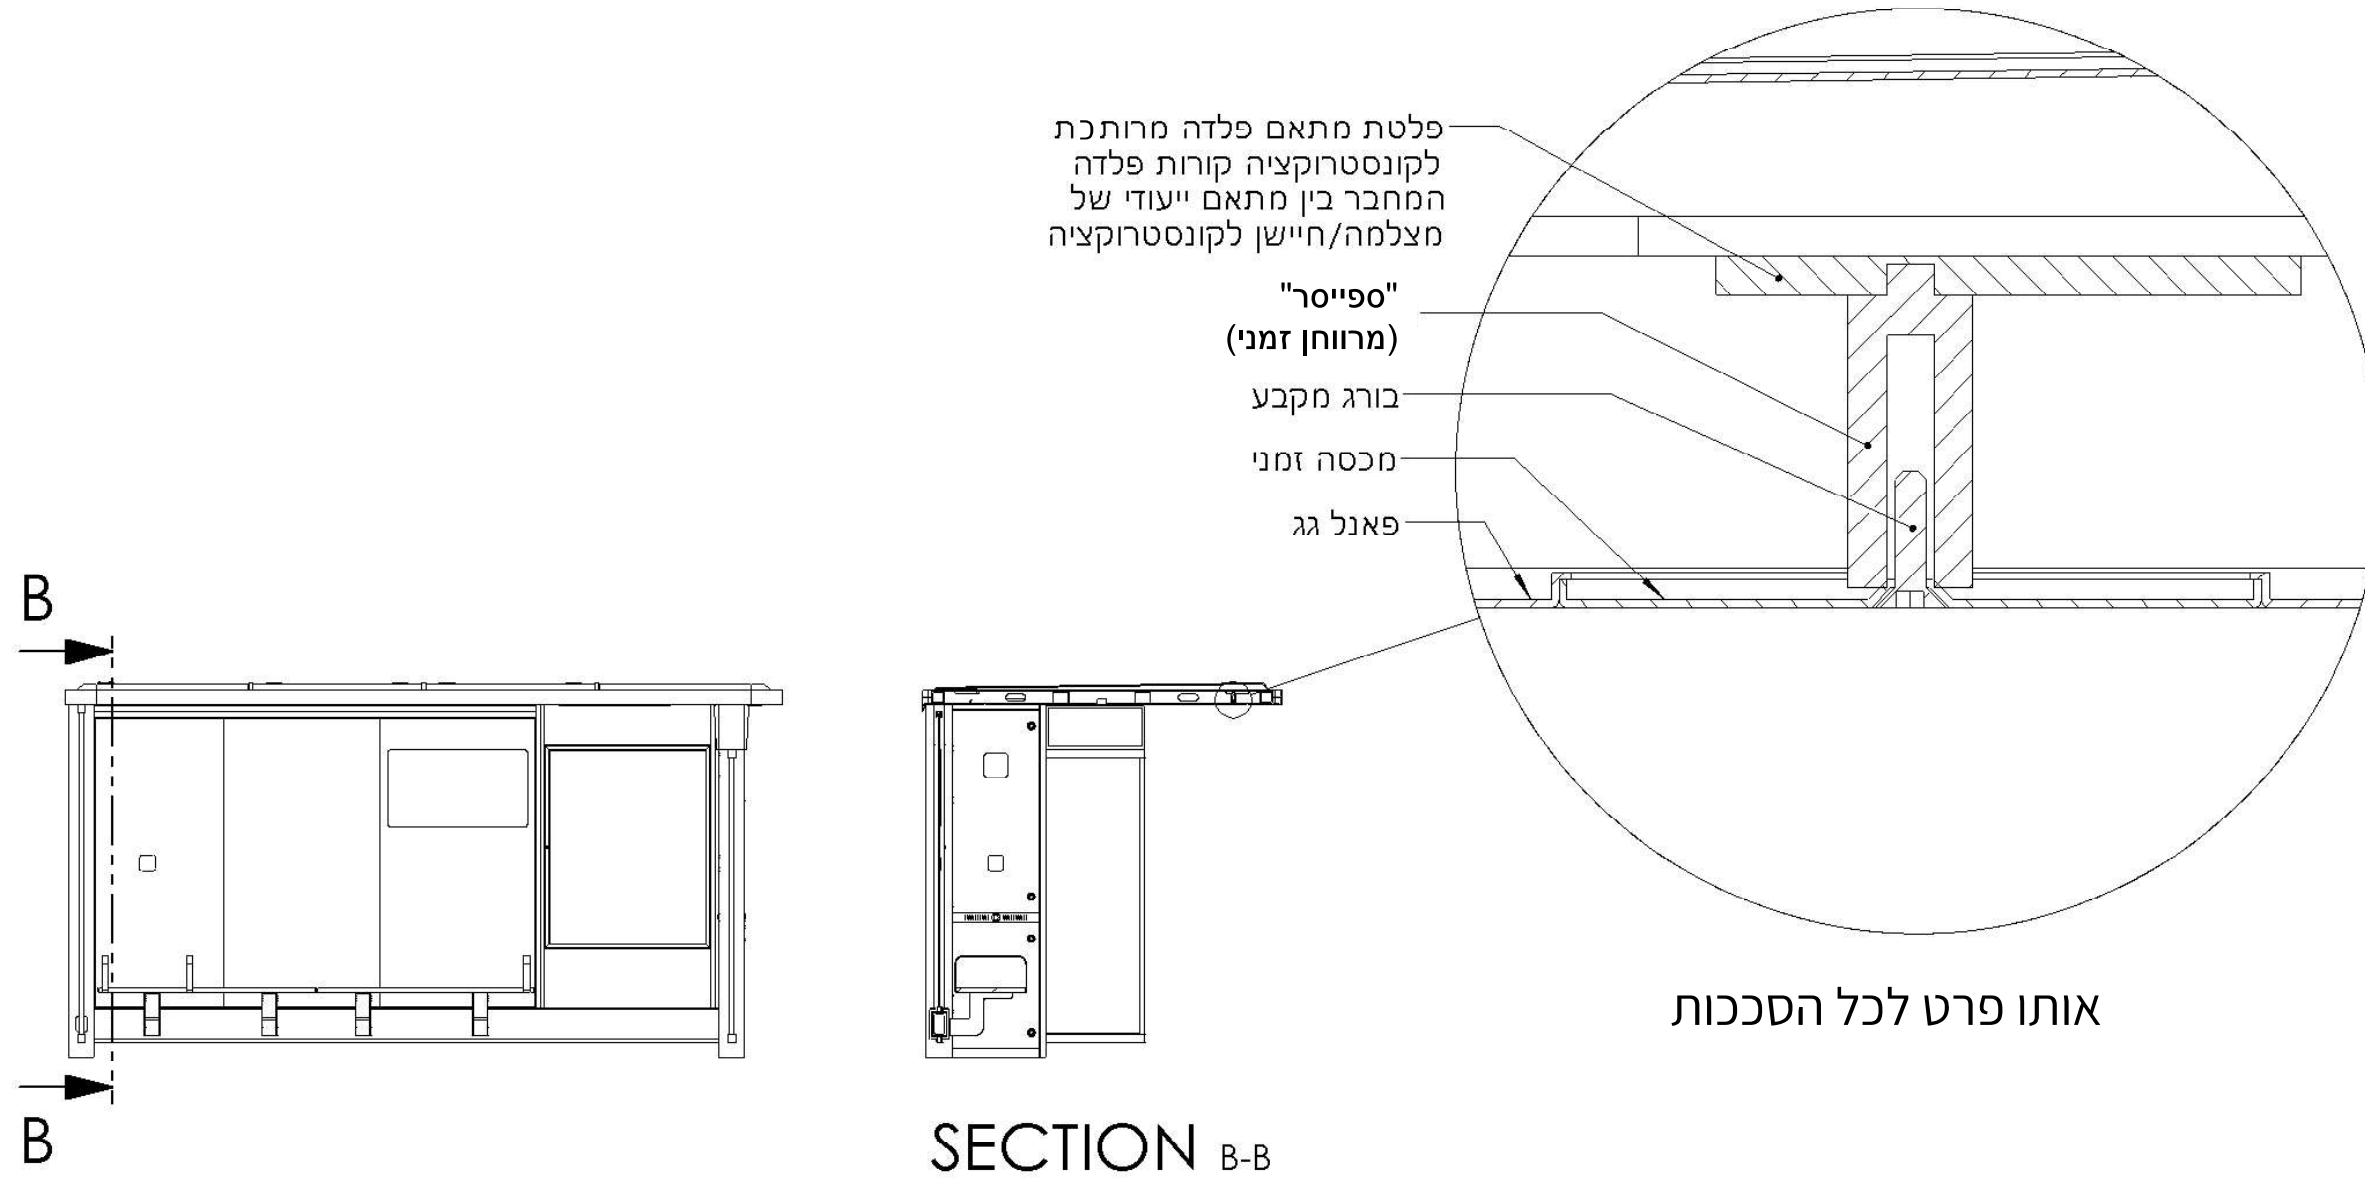 פלטת מתאם פלדה מרותכת
לקונסטרוקציה קורות פלדה
המחבר בין מתאם ייעודי של
מצלמה/חיישן לקונסטרוקציה
"ספייסר"
(מרווחן זמני)
בורג מקבע
מכסה זמני
פאנל גג
B
B
אותו פרט לכל הסככות
SECTION B-B